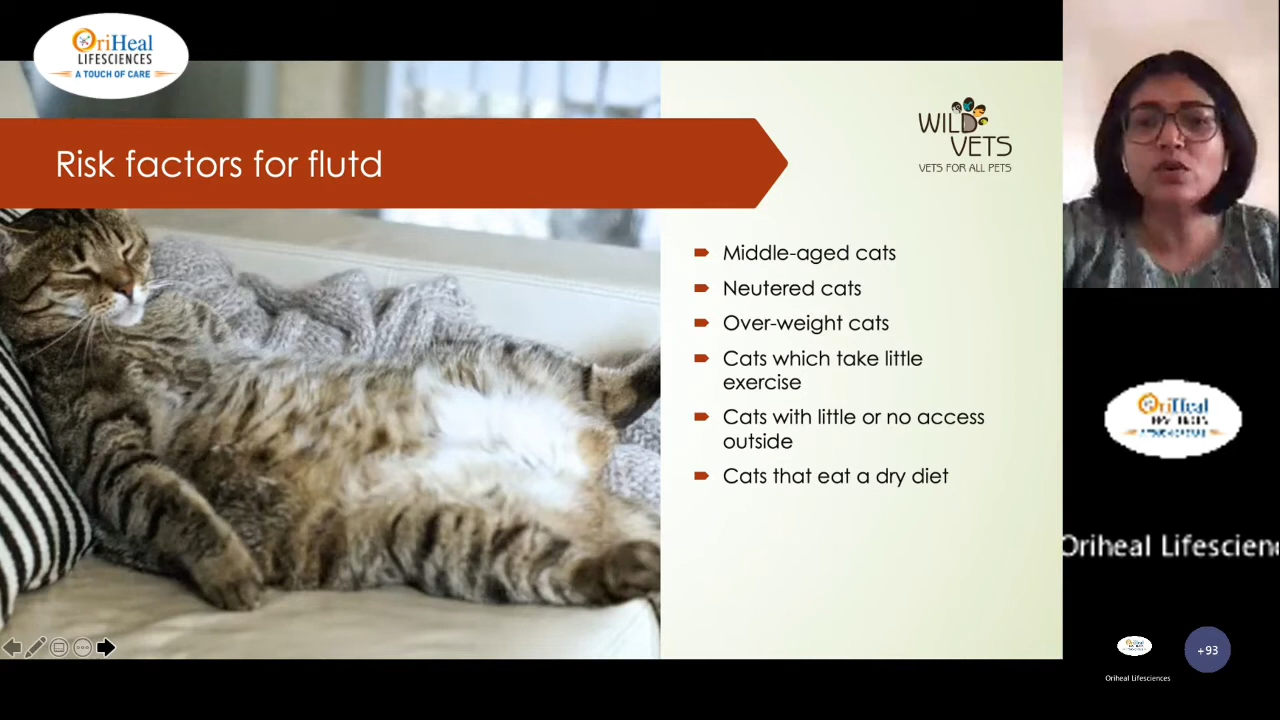 OriHeal
LIFESCIENCES
A TOUCH OF CARE
Risk factors for flutd
WILD
VETS
VETS FOR ALL PETS
Middle-aged cats
Neutered cats
Over-weight cats
Cats which take little
exercise
Cats with little or no access
outside
Cats that eat a dry diet
OriHeal
Oriheal Lifescien
+93
Oriheal Lifesciences